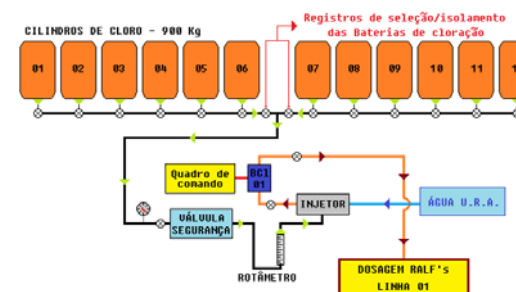 Registros de seleção/isolamento
das Baterias de cloração
CILINDROS DE CLORO - 900 Kg
01 02 03 04 05 06 07 08 09 10 11
Quadro de
comando
BCI
01
INJETOR
ÁGUA U.R.A.
VÁLVULA
SEGURANÇA
ROTÂMETRO
DOSAGEM RALF's
LINHA 01